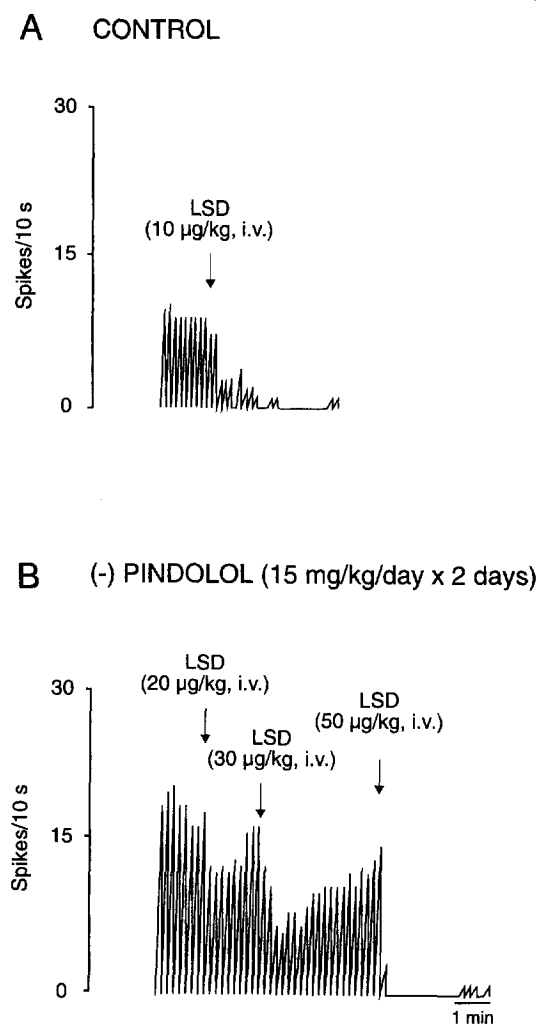 A CONTROL
30
LSD
(10 µg/kg, i.v.)
15
Spikes/10 s
0
B (-) PINDOLOL (15 mg/kg/day x 2 days)
LSD
30
(20 µg/kg, i.v.)
LSD
(50 µg/kg, i.v.)
LSD
(30 µg/kg, i.v.)
15
Spikes/10 s
0
1 min